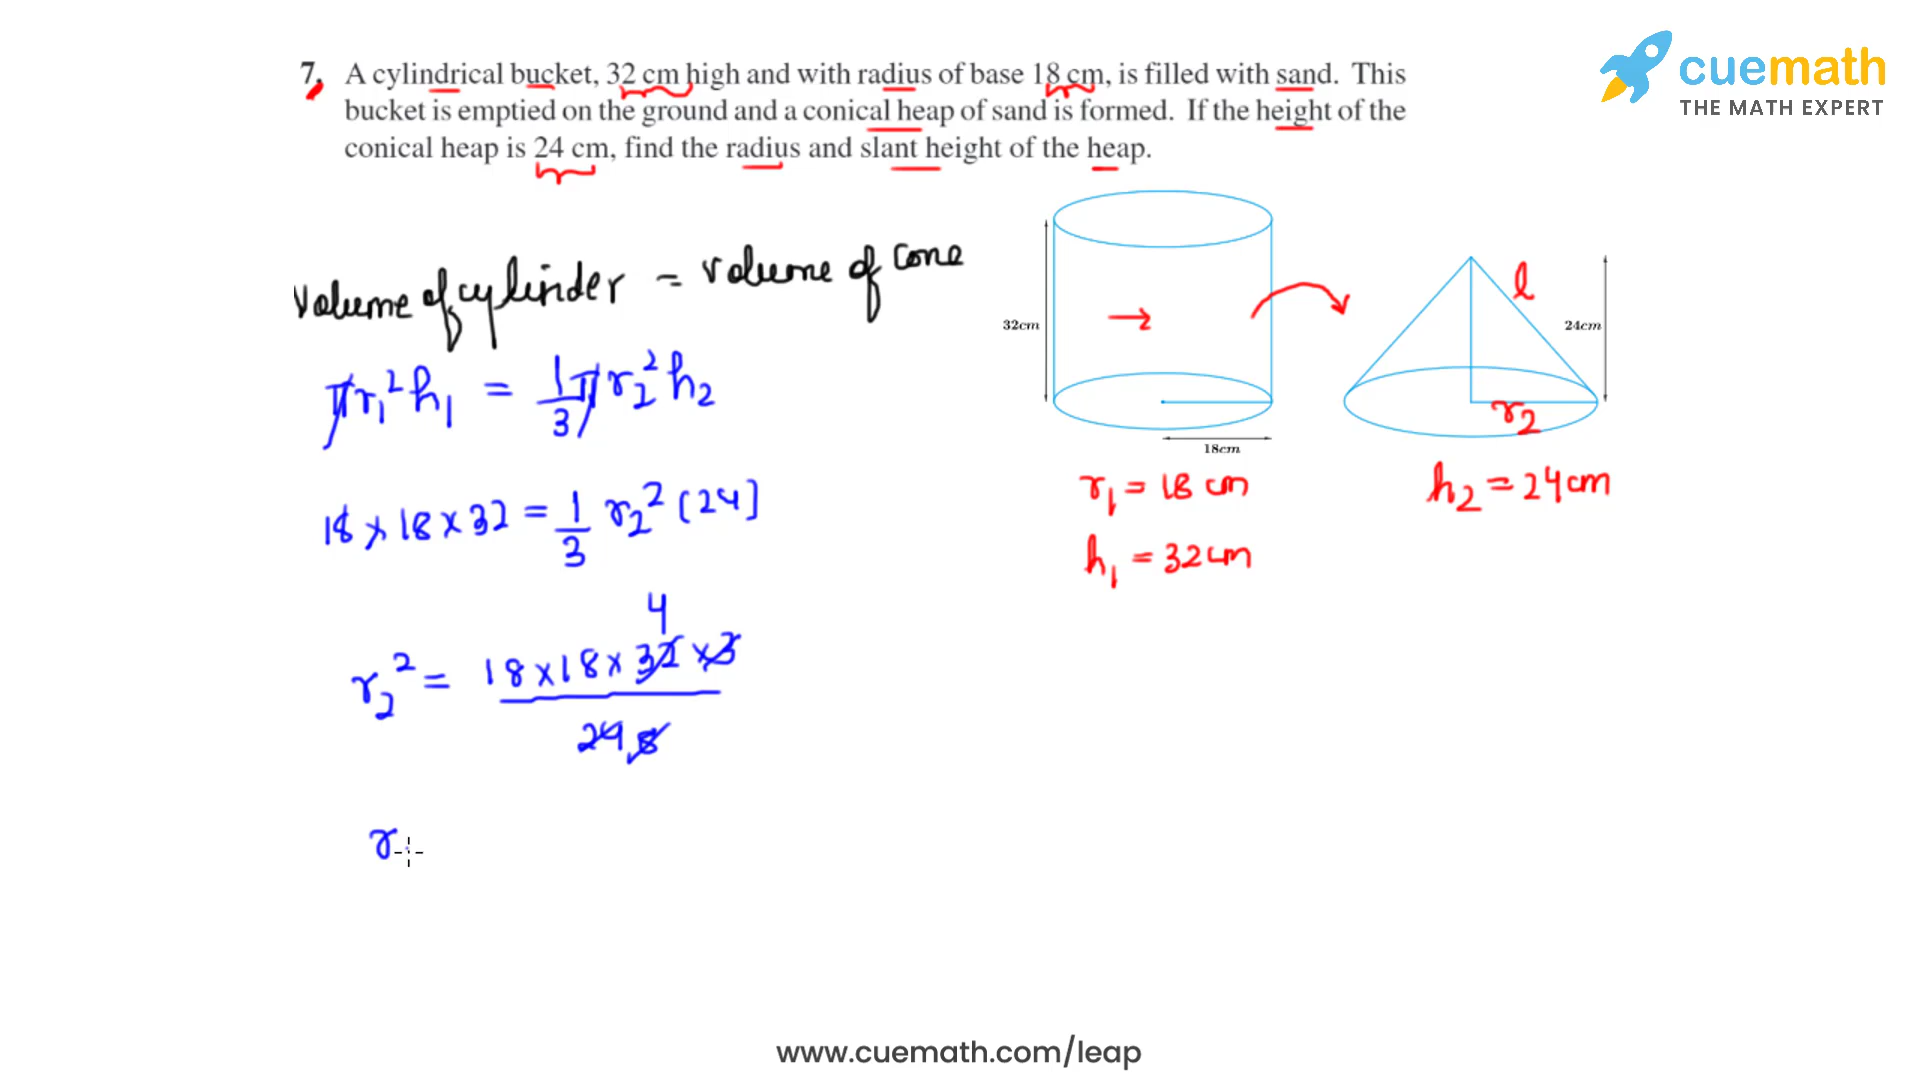 7. A cylindrical bucket, 32 cm high and with radius of base 18 cm, is filled with sand. This
bucket is emptied on the ground and a conical heap of sand is formed. If the height of the
conical heap is 24 cm, find the radius and slant height of the heap.
cuemath
THE MATH EXPERT
Volume of cylinder = Volume of cone
πr₁²h₁ = 1/3 πr₂²h₂
18 × 18 × 32 = 1/3 r₂² (24)
4
r₂² = 18 × 18 × 32 × 3
24 8
r
32cm
18cm
l
24cm
r₂
r₁ = 18 cm
h₁ = 32 cm
h₂ = 24 cm
www.cuemath.com/leap